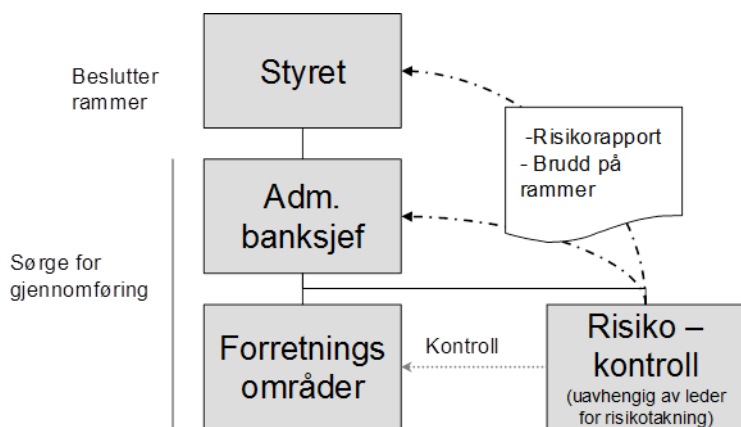 Styret
Beslutter
rammer
-Risikorapport
- Brudd på
rammer
Adm.
banksjef
Sørge for
gjennomføring
Forretnings
områder
Kontroll
Risiko –
kontroll
(uavhengig av leder
for risikotakning)